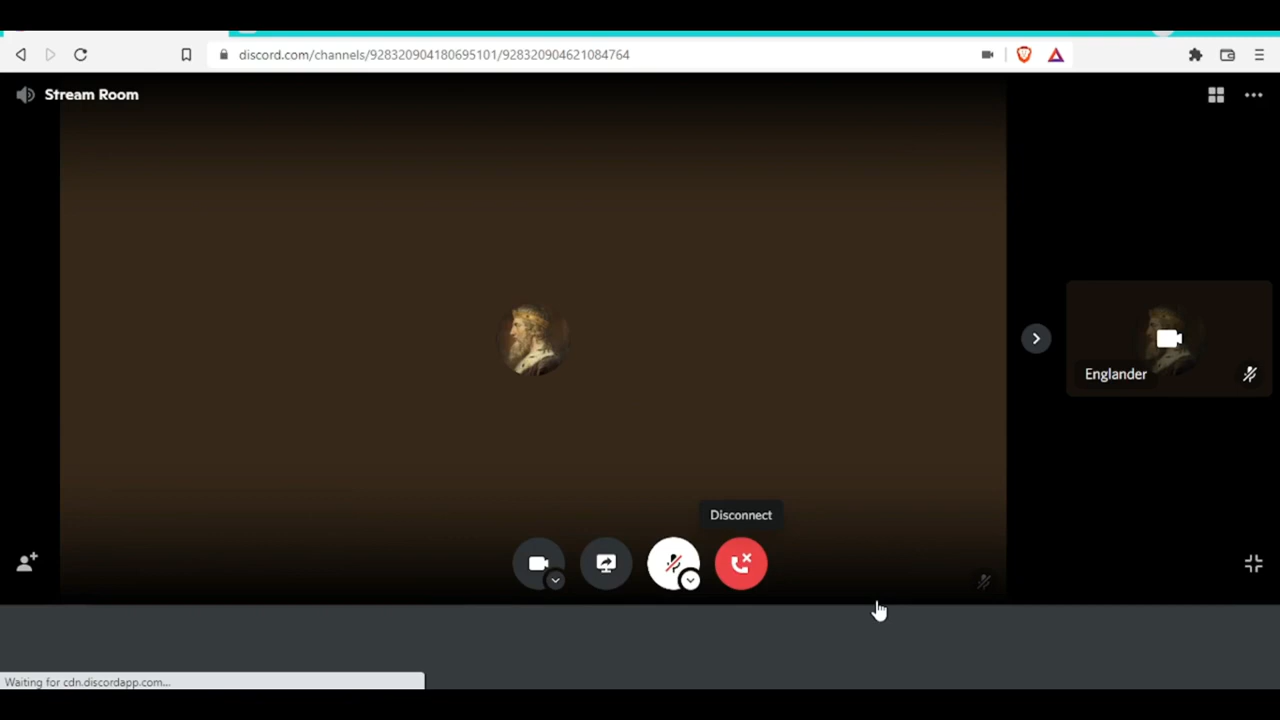 discord.com/channels/928320904180695101/928320904621084764
Stream Room
Englander
Disconnect
Waiting for cdn.discordapp.com...